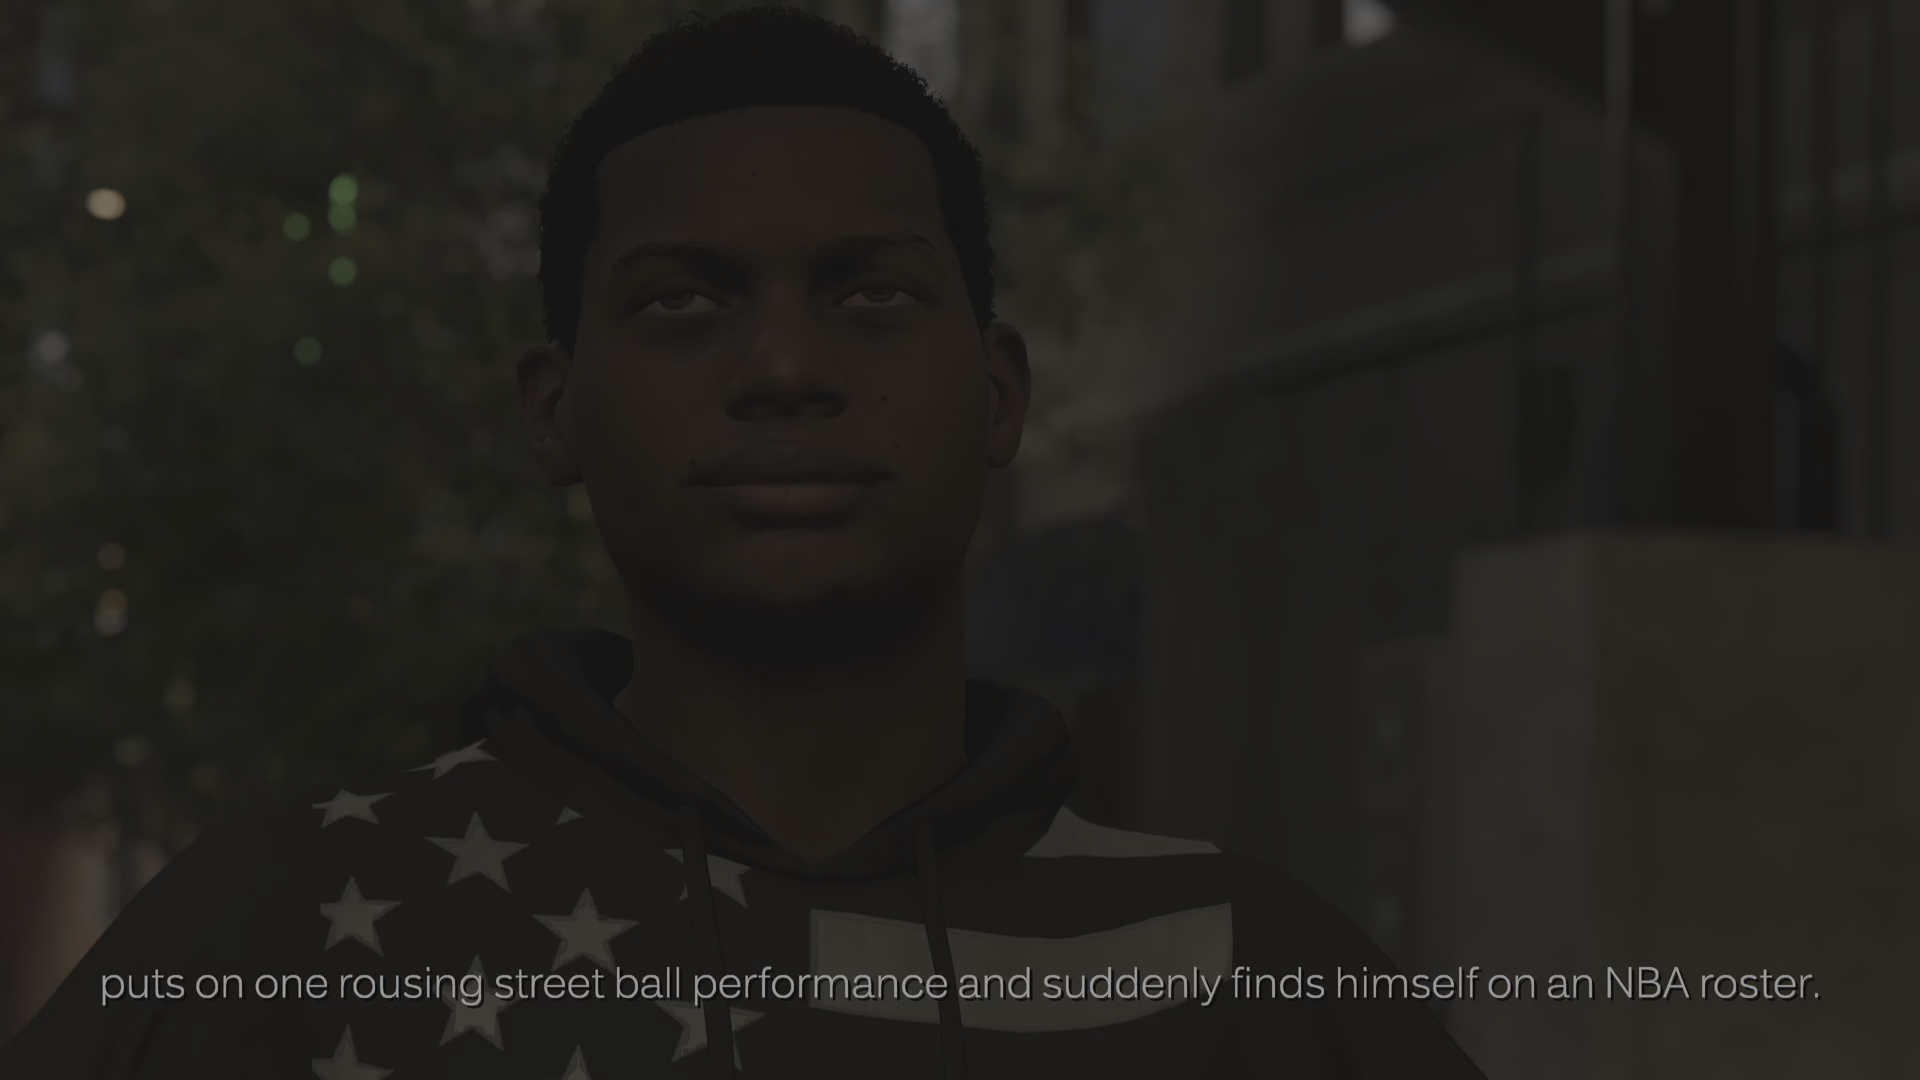 puts on one rousing street ball performance and suddenly finds himself on an NBA roster.